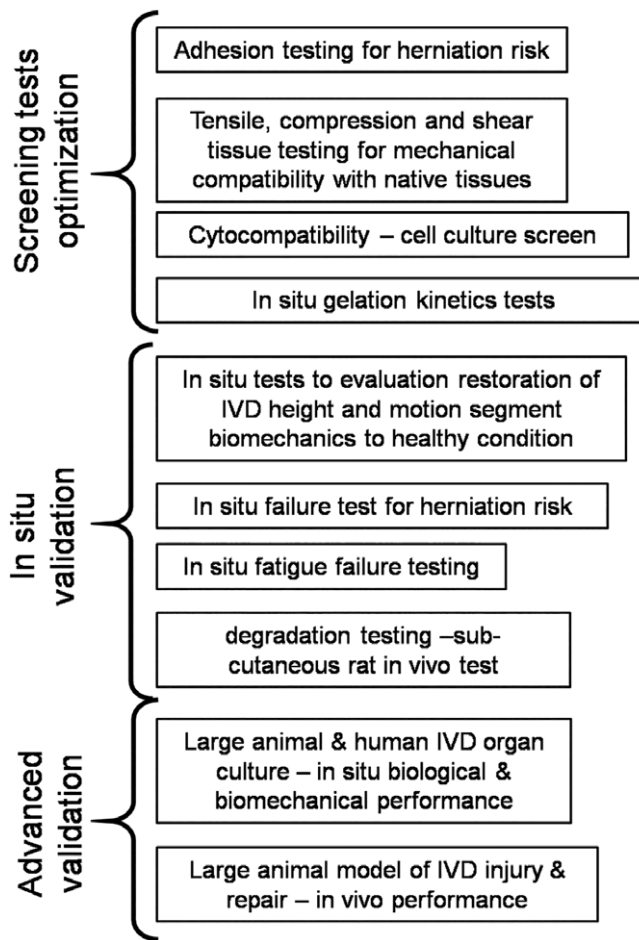 Screening tests
optimization
Adhesion testing for herniation risk
Tensile, compression and shear
tissue testing for mechanical
compatibility with native tissues
Cytocompatibility – cell culture screen
In situ gelation kinetics tests
In situ
validation
In situ tests to evaluation restoration of
IVD height and motion segment
biomechanics to healthy condition
In situ failure test for herniation risk
In situ fatigue failure testing
degradation testing –sub-
cutaneous rat in vivo test
Advanced
validation
Large animal & human IVD organ
culture – in situ biological &
biomechanical performance
Large animal model of IVD injury &
repair – in vivo performance